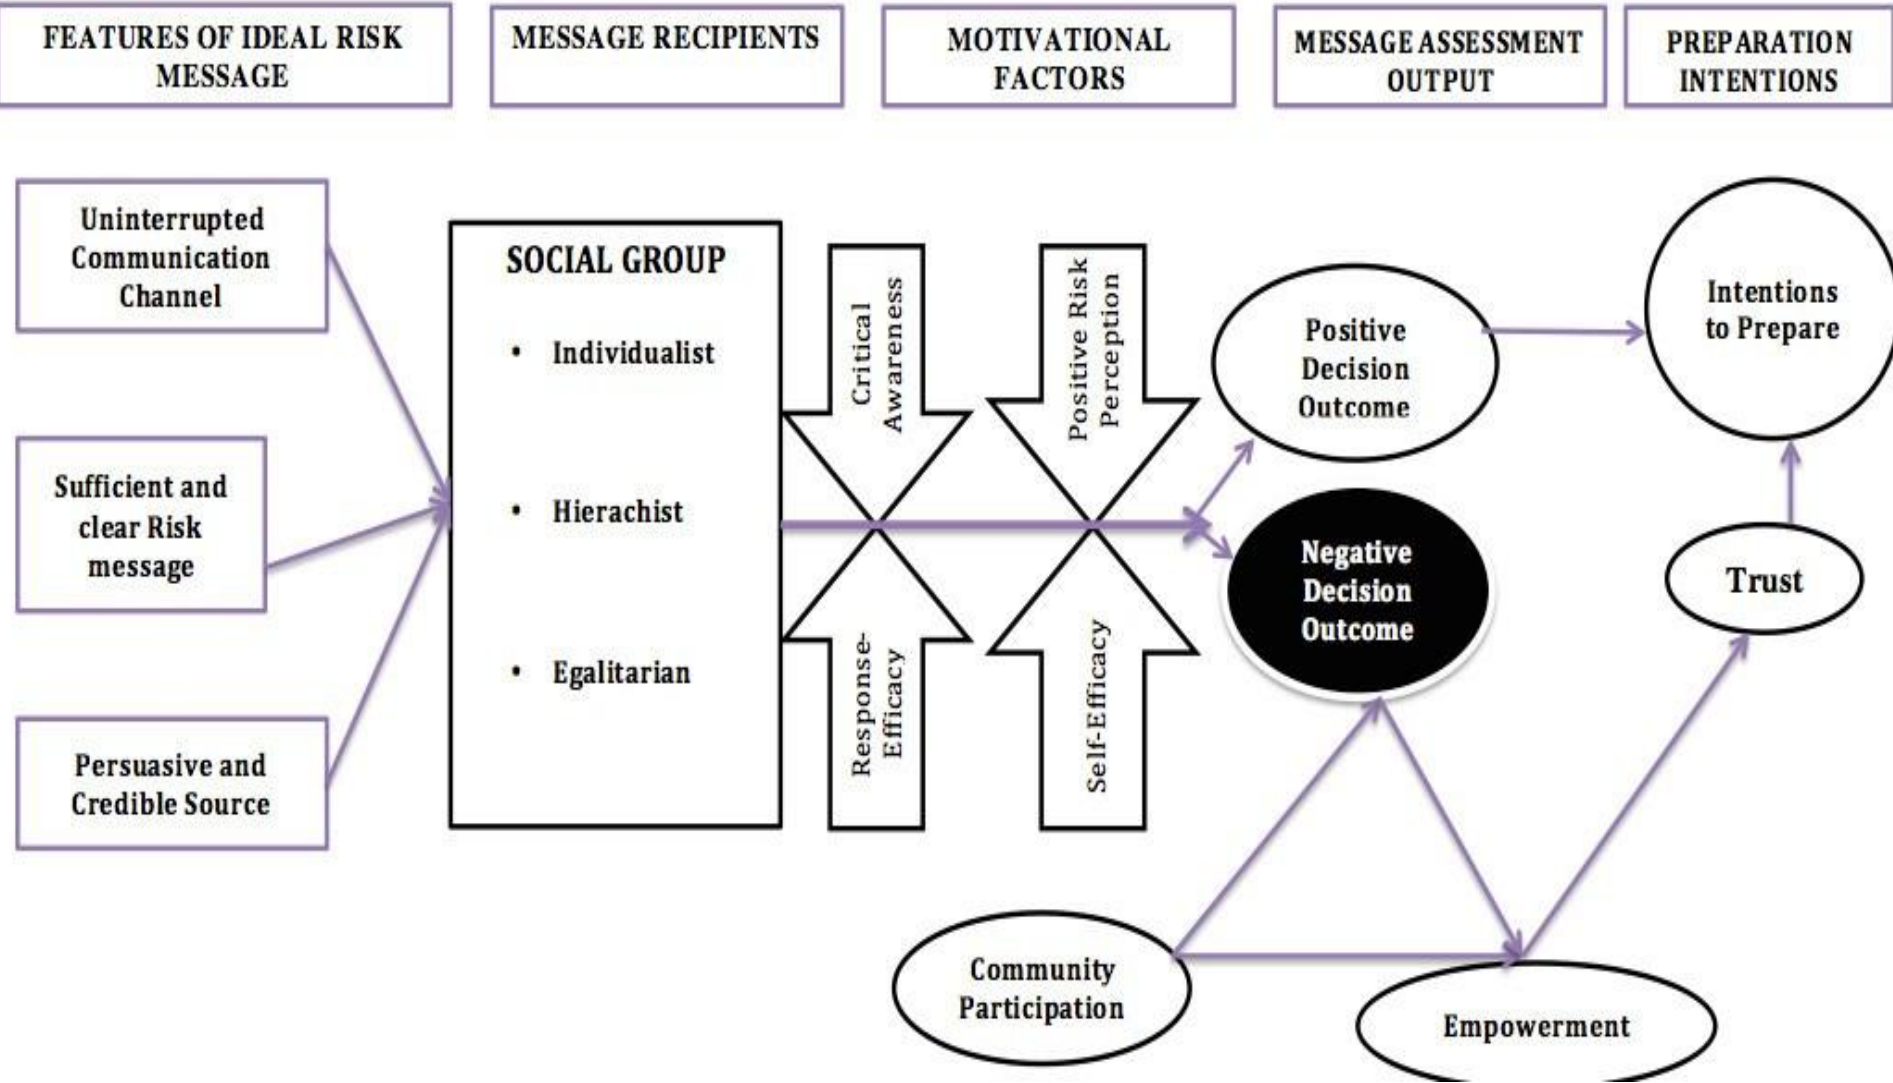 FEATURES OF IDEAL RISK
MESSAGE
MESSAGE RECIPIENTS
MOTIVATIONAL
FACTORS
MESSAGE ASSESSMENT
OUTPUT
PREPARATION
INTENTIONS
Uninterrupted
Communication
Channel
Sufficient and
clear Risk
message
Persuasive and
Credible Source
SOCIAL GROUP
• Individualist
• Hierachist
• Egalitarian
Critical
Awareness
Positive Risk
Perception
Response-
Efficacy
Self-Efficacy
Positive
Decision
Outcome
Negative
Decision
Outcome
Intentions
to Prepare
Trust
Community
Participation
Empowerment